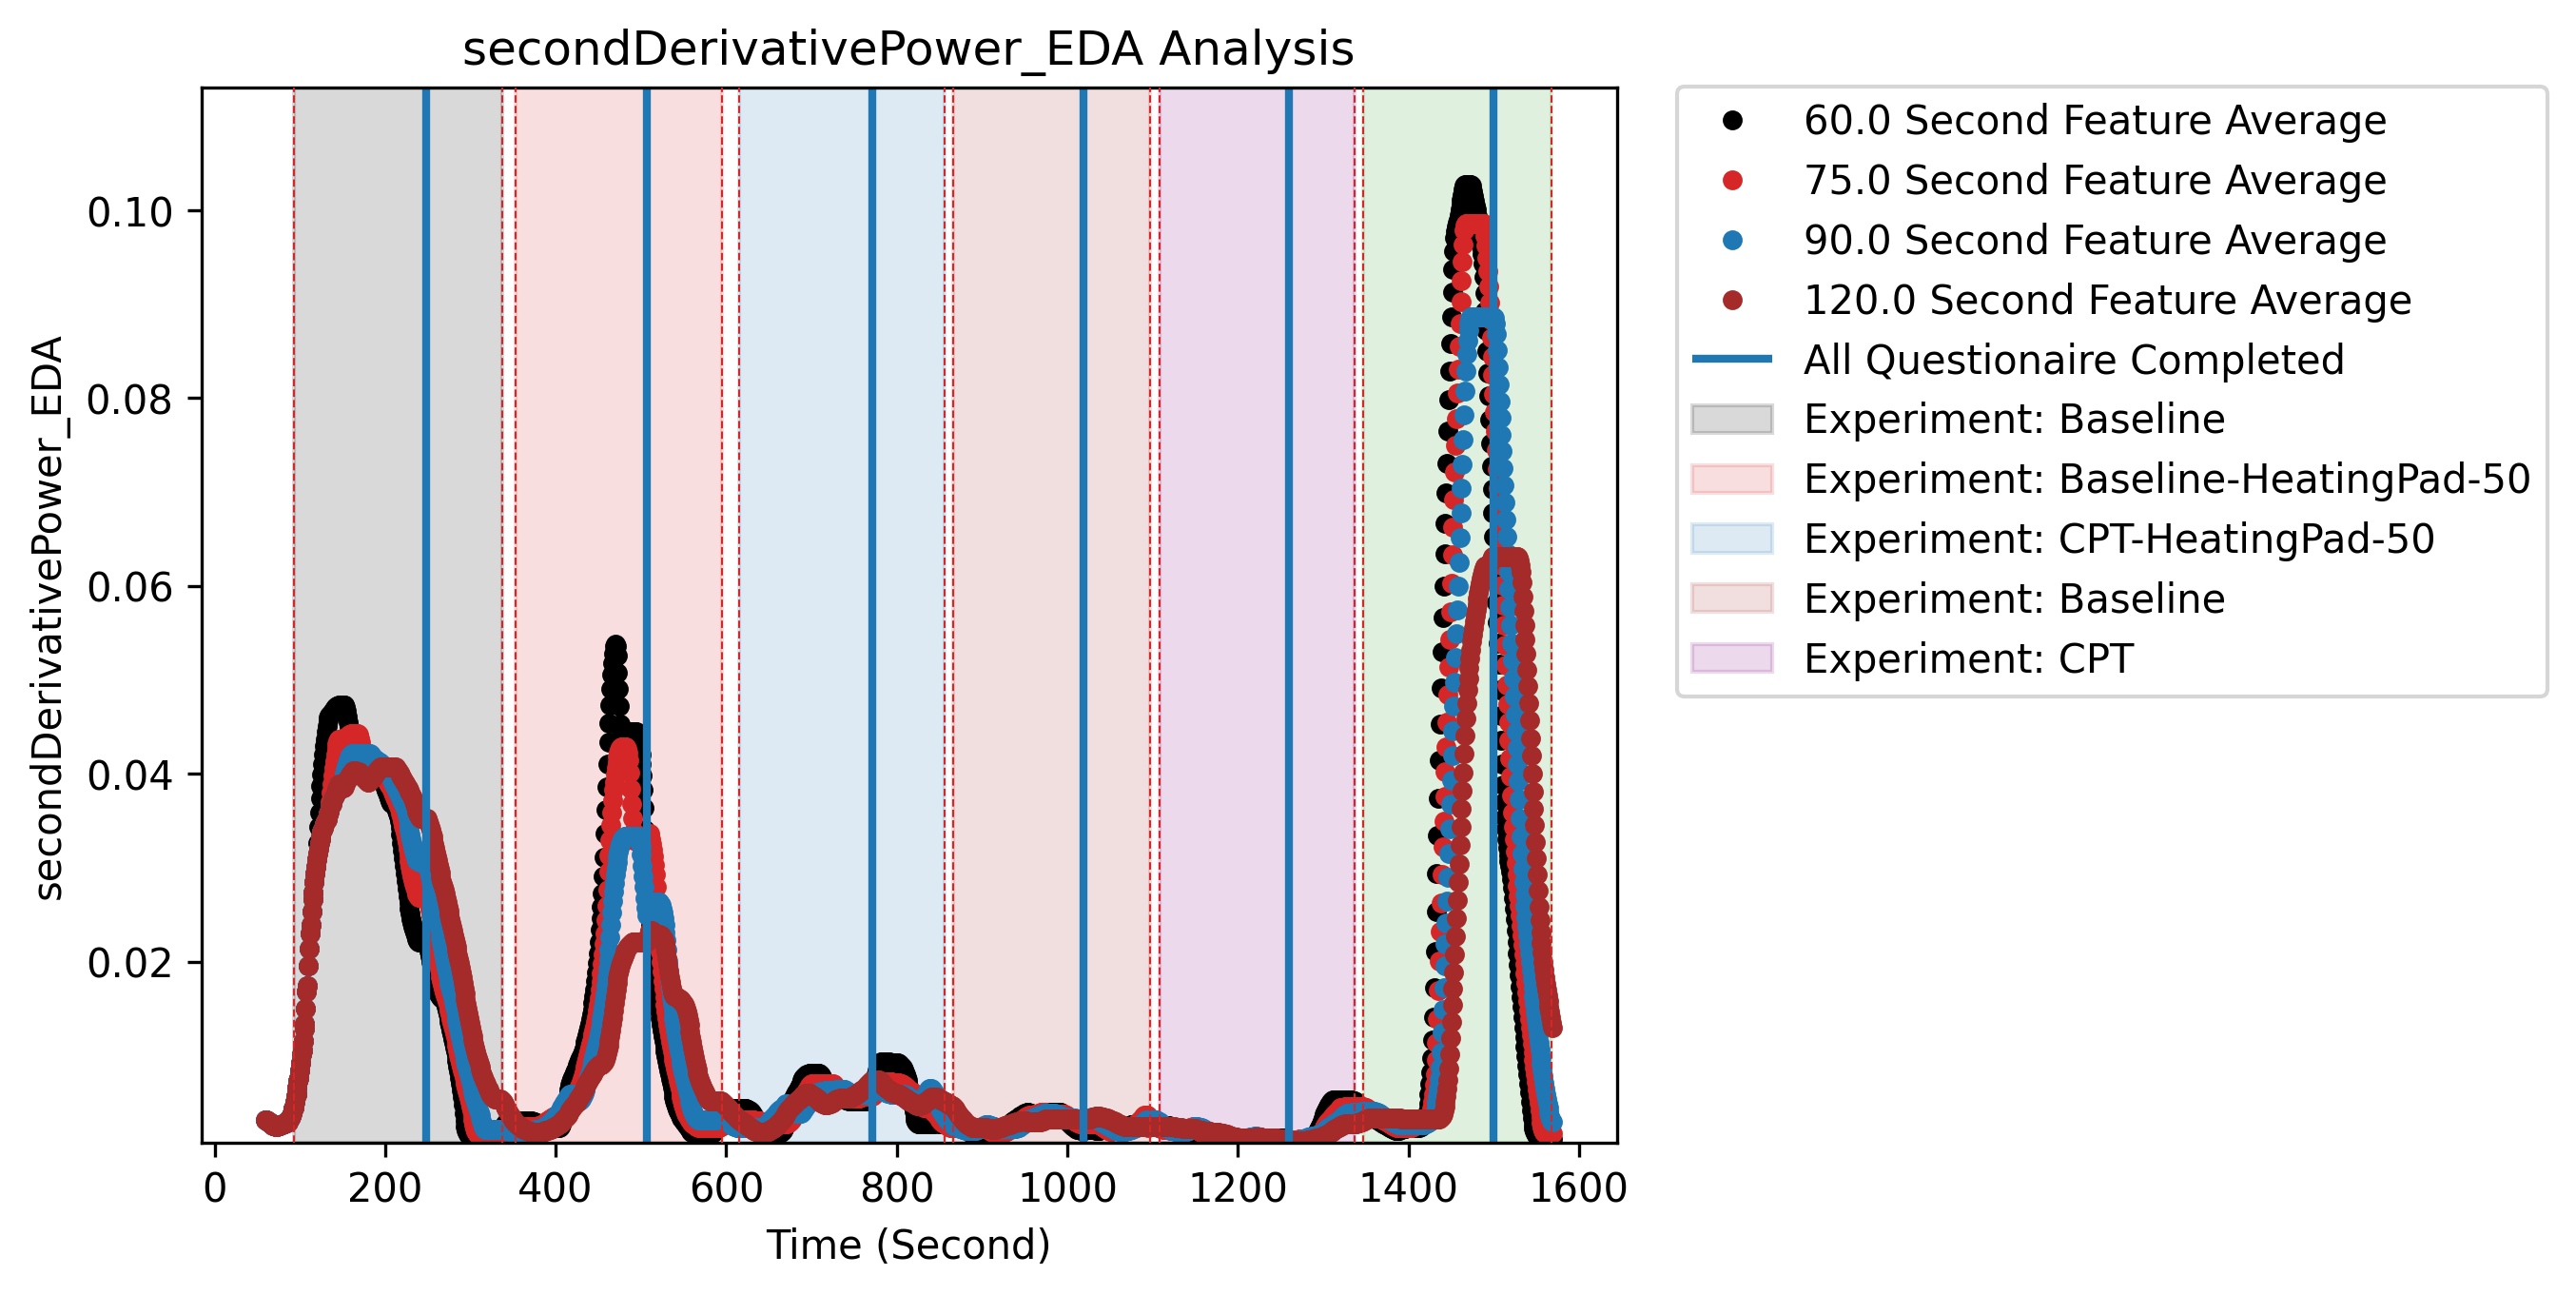 secondDerivativePower_EDA Analysis
secondDerivativePower_EDA
0.10
0.08
0.06
0.04
0.02
0 200 400 600 800 1000 1200 1400 1600
Time (Second)
60.0 Second Feature Average
75.0 Second Feature Average
90.0 Second Feature Average
120.0 Second Feature Average
All Questionaire Completed
Experiment: Baseline
Experiment: Baseline-HeatingPad-50
Experiment: CPT-HeatingPad-50
Experiment: Baseline
Experiment: CPT